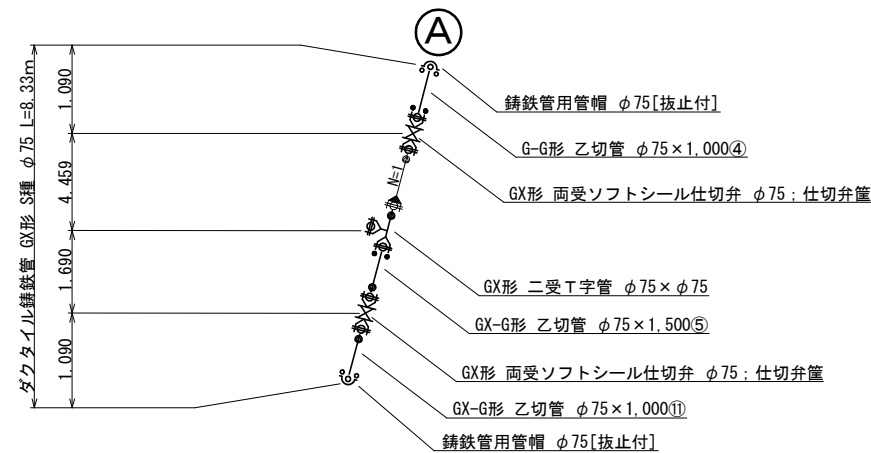 A
鋳鉄管用管帽 φ75[抜止付]
G-G形 乙切管 φ75×1,000④
GX形 両受ソフトシール仕切弁 φ75；仕切弁筐
GX形 二受T字管 φ75×φ75
GX-G形 乙切管 φ75×1,500⑤
GX形 両受ソフトシール仕切弁 φ75；仕切弁筐
GX-G形 乙切管 φ75×1,000⑪
鋳鉄管用管帽 φ75[抜止付]
N=1
1.090
4.459
1.690
1.090
ダクタイル鋳鉄管 GX形 S種 φ75 L=8.33m